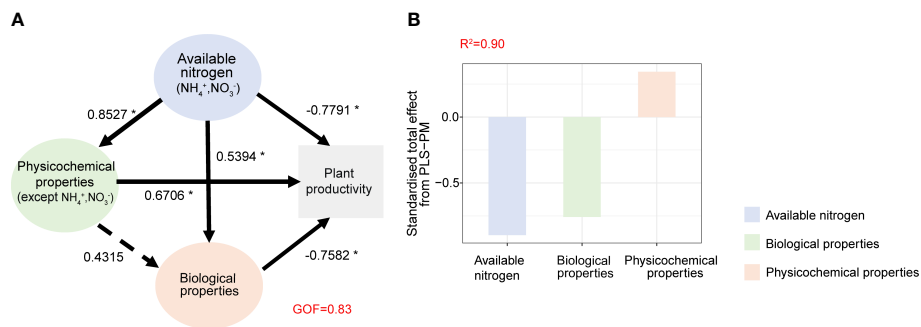 A
Available
nitrogen
(NH₄⁺,NO₃⁻)
0.8527 *
-0.7791 *
0.5394 *
Physicochemical
properties
(except NH₄⁺,NO₃⁻)
0.6706 *
Plant
productivity
0.4315
-0.7582 *
Biological
properties
GOF=0.83
B
R²=0.90
Standardised total effect
from PLS−PM
0.0
−0.5
Available
nitrogen
Biological
properties
Physicochemical
properties
Available nitrogen
Biological properties
Physicochemical properties